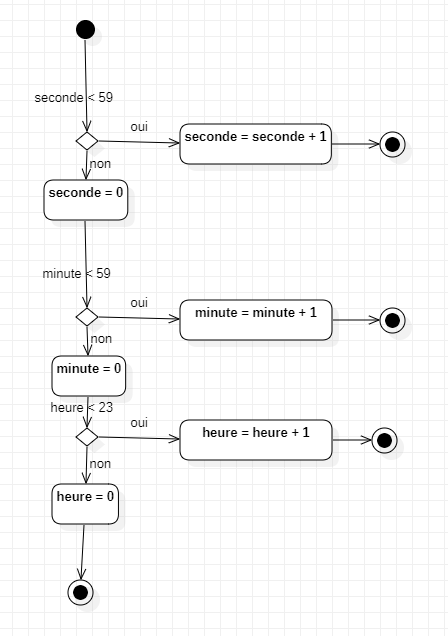 seconde < 59
oui
seconde = seconde + 1
non
seconde = 0
minute < 59
oui
minute = minute + 1
non
minute = 0
heure < 23
oui
heure = heure + 1
non
heure = 0